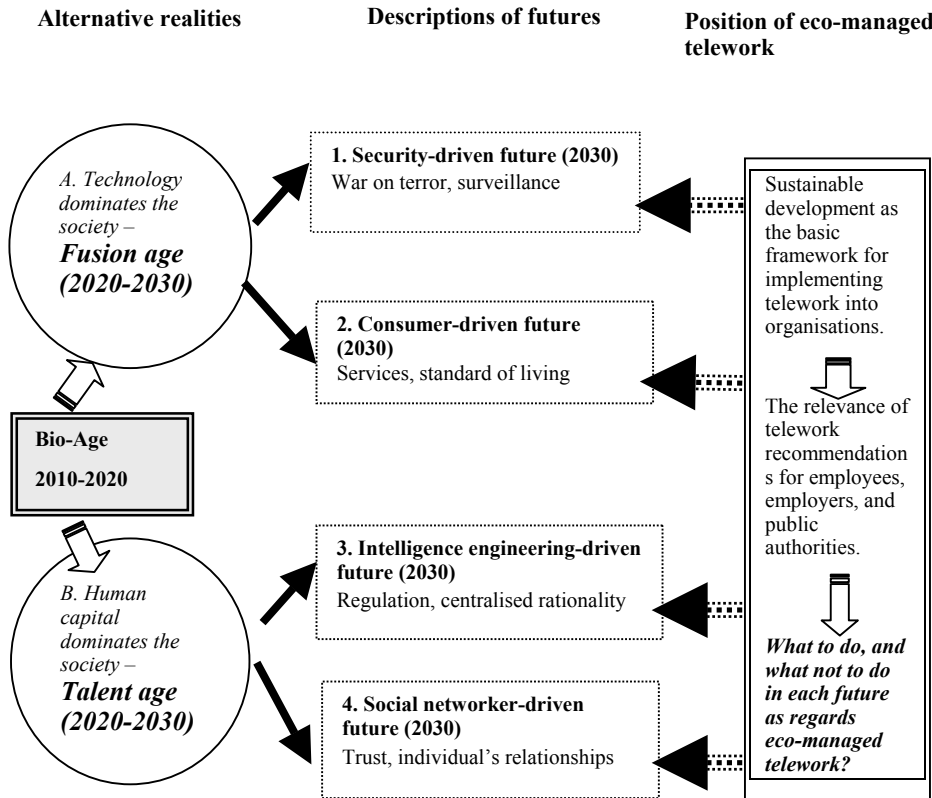 Alternative realities
Descriptions of futures
Position of eco-managed
telework
A. Technology
dominates the
society –
Fusion age
(2020-2030)
Bio-Age
2010-2020
B. Human
capital
dominates the
society –
Talent age
(2020-2030)
1. Security-driven future (2030)
War on terror, surveillance
2. Consumer-driven future
(2030)
Services, standard of living
3. Intelligence engineering-driven
future (2030)
Regulation, centralised rationality
4. Social networker-driven
future (2030)
Trust, individual's relationships
Sustainable
development as
the basic
framework for
implementing
telework into
organisations.
The relevance of
telework
recommendation
s for employees,
employers, and
public
authorities.
What to do, and
what not to do
in each future
as regards
eco-managed
telework?